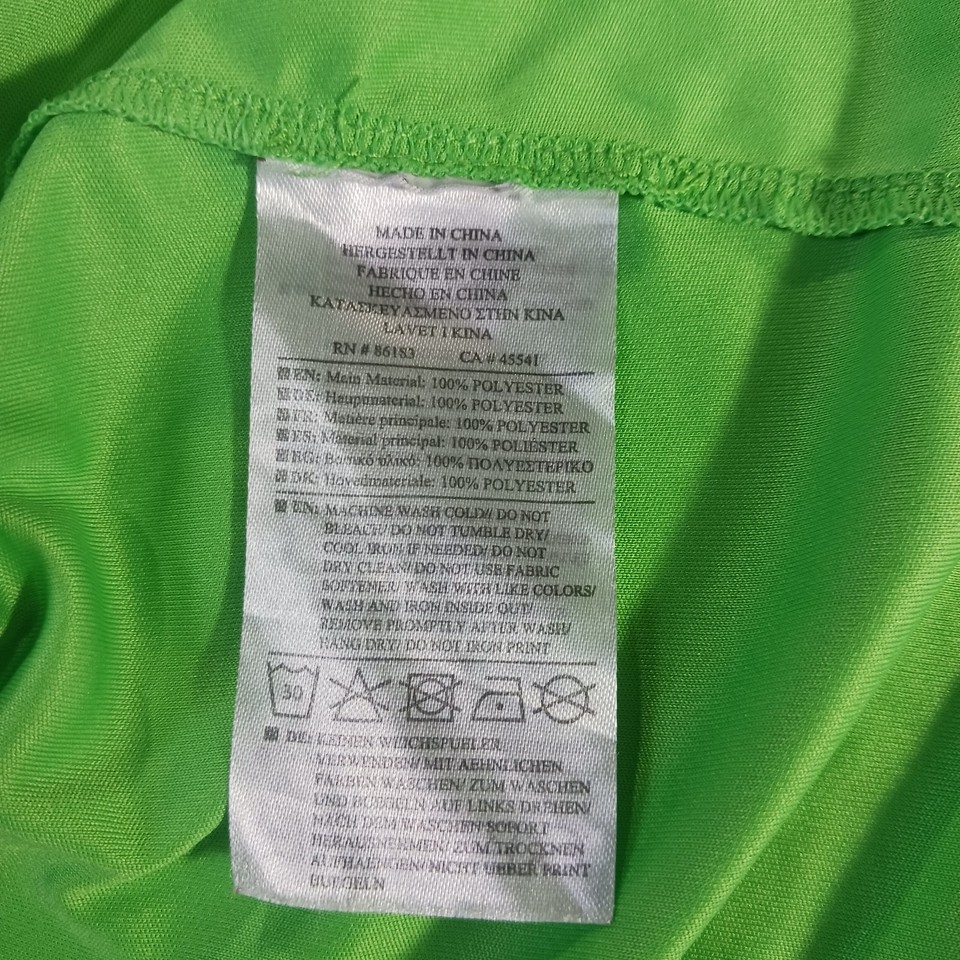 MADE IN CHINA
HERGESTELLT IN CHINA
FABRIQUE EN CHINE
HECHO EN CHINA
ΚΑΤΑΣΚΕΥΑΣΜΕΝΟ ΣΤΗΝ ΚΙΝΑ
LAVET I KINA
RN # 86183 CA # 45541
EN: Main Material: 100% POLYESTER
DE: Hauptmaterial: 100% POLYESTER
FR: Matière principale: 100% POLYESTER
ES: Material principal: 100% POLIÉSTER
BG: Βασικό υλικό: 100% ΠΟΛΥΕΣΤΕΡΙΚΟ
DK: Hovedmateriale: 100% POLYESTER
EN: MACHINE WASH COLD// DO NOT
BLEACH/ DO NOT TUMBLE DRY/
COOL IRON IF NEEDED/ DO NOT
DRY CLEAN/ DO NOT USE FABRIC
SOFTENER/ WASH WITH LIKE COLORS/
WASH AND IRON INSIDE OUT/
REMOVE PROMPTLY AFTER WASH/
HANG DRY/ DO NOT IRON PRINT
30
DE: KEINEN WEICHSPUELER
VERWENDEN/ MIT AEHNLICHEN
FARBEN WASCHEN/ ZUM WASCHEN
UND BUEGELN AUF LINKS DREHEN/
NACH DEM WASCHEN SOFORT
HERAUSNEHMEN/ ZUM TROCKNEN
AUFHAENGEN/ NICHT UEBER PRINT
BUEGELN